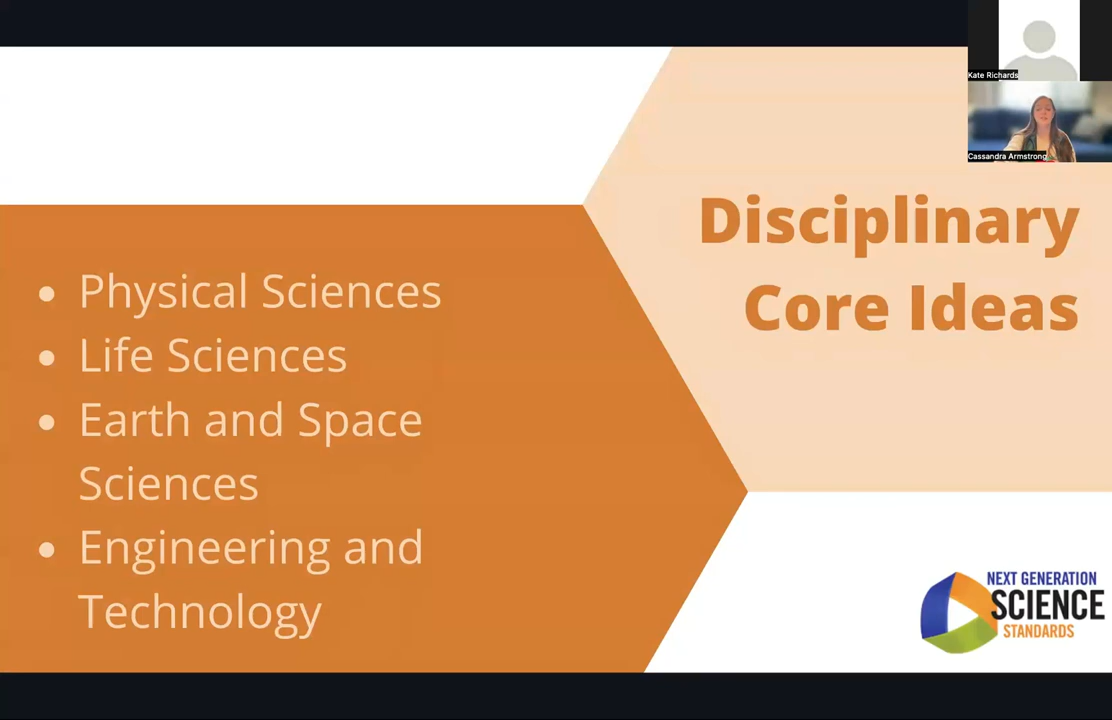 Kate Richards
Cassandra Armstrong
Disciplinary
Core Ideas
• Physical Sciences
• Life Sciences
• Earth and Space
Sciences
• Engineering and
Technology
NEXT GENERATION
SCIENCE
STANDARDS